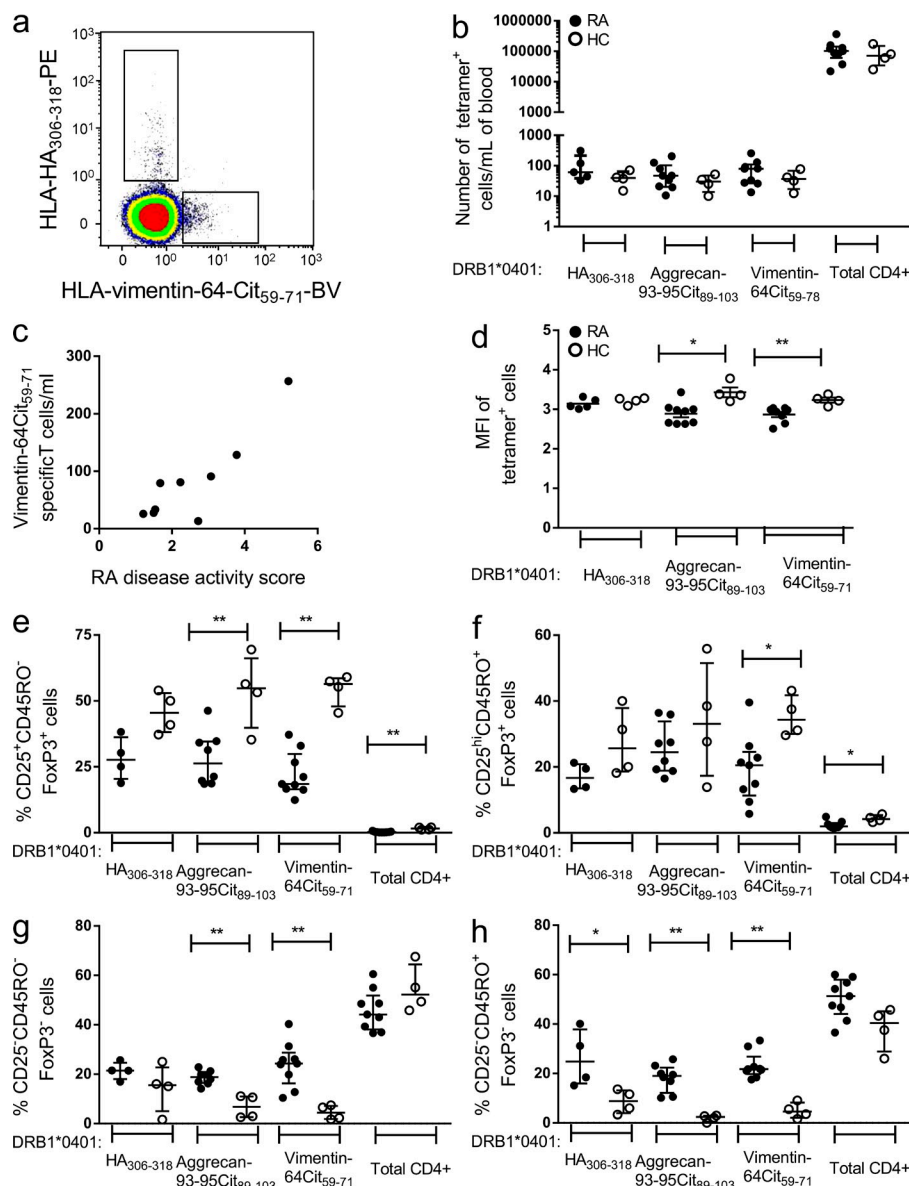 a
HLA-HA306-318-PE
10³
10²
10¹
10⁰
0
0 10⁰ 10¹ 10² 10³
HLA-vimentin-64-Cit59-71-BV
b
RA
HC
Number of tetramer⁺
cells/mL of blood
1000000
100000
10000
1000
1000
100
10
1
DRB1*0401:
HA306-318
Aggrecan-
93-95Cit89-103
Vimentin-
64Cit59-78
Total CD4+
c
Vimentin-64Cit59-71
specificT cells/ml
300
200
100
0
0 2 4 6
RA disease activity score
d
RA
HC
MFI of
tetramer⁺ cells
5
4
3
2
1
0
* **
DRB1*0401:
HA306-318
Aggrecan-
93-95Cit89-103
Vimentin-
64Cit59-71
e
% CD25⁺CD45RO⁻
FoxP3⁺ cells
75
50
25
0
** ** **
DRB1*0401:
HA306-318
Aggrecan-
93-95Cit89-103
Vimentin-
64Cit59-71
Total CD4+
f
% CD25hiCD45RO⁺
FoxP3⁺ cells
60
40
20
0
* *
DRB1*0401:
HA306-318
Aggrecan-
93-95Cit89-103
Vimentin-
64Cit59-71
Total CD4+
g
% CD25⁻CD45RO⁻
FoxP3⁻ cells
80
60
40
20
0
** **
DRB1*0401:
HA306-318
Aggrecan-
93-95Cit89-103
Vimentin-
64Cit59-71
Total CD4+
h
% CD25⁻CD45RO⁺
FoxP3⁻ cells
80
60
40
20
0
* ** **
DRB1*0401:
HA306-318
Aggrecan-
93-95Cit89-103
Vimentin-
64Cit59-71
Total CD4+